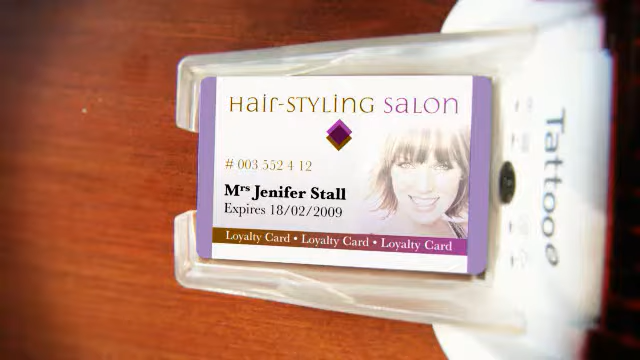 Hair-STYLING SALON
# 003 552 4 12
Mrs Jenifer Stall
Expires 18/02/2009
Loyalty Card • Loyalty Card • Loyalty Card
Tattooo